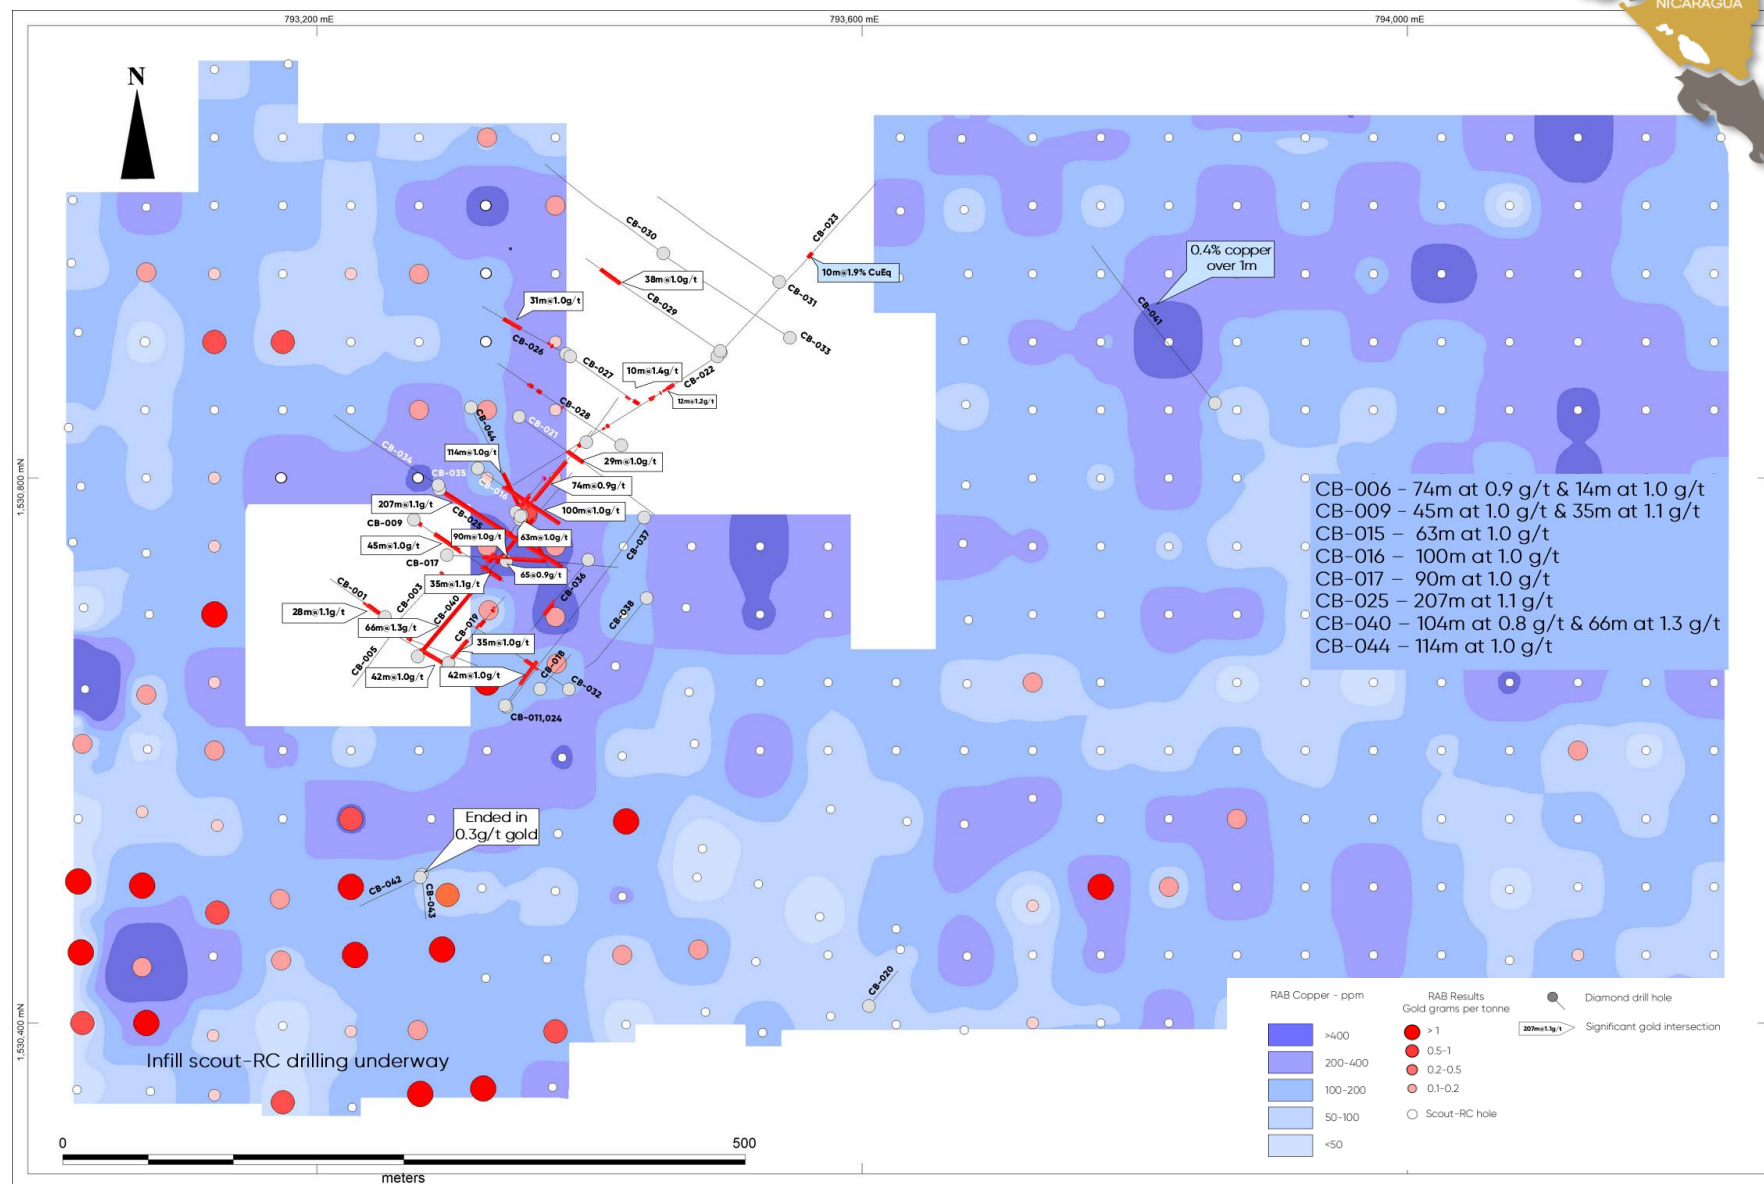 NICARAGUA
793,200 mE
793,600 mE
794,000 mE
N
CB-023
CB-030
10m@1.9% CuEq
0.4% copper
over 1m
38m@1.0g/t
CB-031
CB-029
31m@1.0g/t
CB-041
CB-033
CB-026
CB-027
10m@1.4g/t
CB-022
12m@1.2g/t
CB-028
CB-044
CB-021
CB-034
114m@1.0g/t
29m@1.0g/t
1,530,800 mN
CB-035
CB-016
74m@0.9g/t
207m@1.1g/t
100m@1.0g/t
CB-009
CB-025
90m@1.0g/t
63m@1.0g/t
CB-037
45m@1.0g/t
CB-017
65@0.9g/t
35m@1.1g/t
CB-036
CB-001
CB-003
CB-040
28m@1.1g/t
CB-038
66m@1.3g/t
CB-019
35m@1.0g/t
CB-005
42m@1.0g/t
42m@1.0g/t
CB-018
CB-032
CB-011,024
CB-006 – 74m at 0.9 g/t & 14m at 1.0 g/t
CB-009 – 45m at 1.0 g/t & 35m at 1.1 g/t
CB-015 – 63m at 1.0 g/t
CB-016 – 100m at 1.0 g/t
CB-017 – 90m at 1.0 g/t
CB-025 – 207m at 1.1 g/t
CB-040 – 104m at 0.8 g/t & 66m at 1.3 g/t
CB-044 – 114m at 1.0 g/t
Ended in
0.3g/t gold
CB-042
CB-043
CB-020
1,530,400 mN
Infill scout-RC drilling underway
RAB Copper - ppm
>400
200-400
100-200
50-100
<50
RAB Results
Gold grams per tonne
> 1
0.5-1
0.2-0.5
0.1-0.2
Scout-RC hole
Diamond drill hole
207m@1.1g/t
Significant gold intersection
0
500
meters